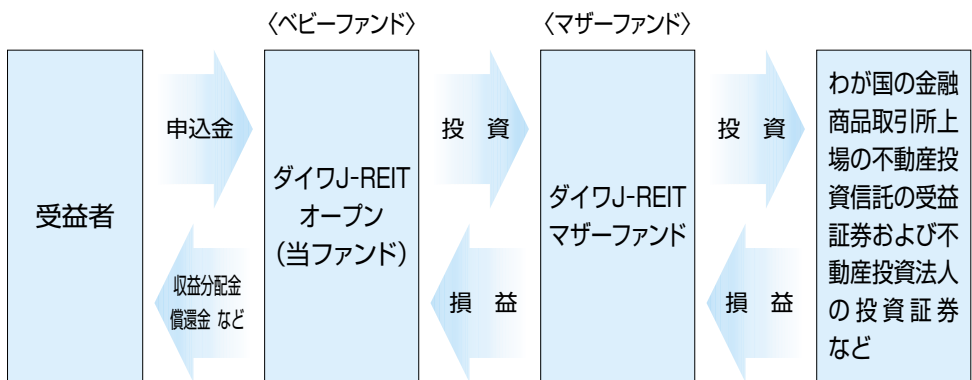 〈ベビーファンド〉
〈マザーファンド〉
受益者
申込金
収益分配金
償還金 など
ダイワJ-REIT
オープン
（当ファンド）
投　資
損　益
ダイワJ-REIT
マザーファンド
投　資
損　益
わが国の金融
商品取引所上
場の不動産投
資信託の受益
証券および不
動産投資法人
の投資証券
など